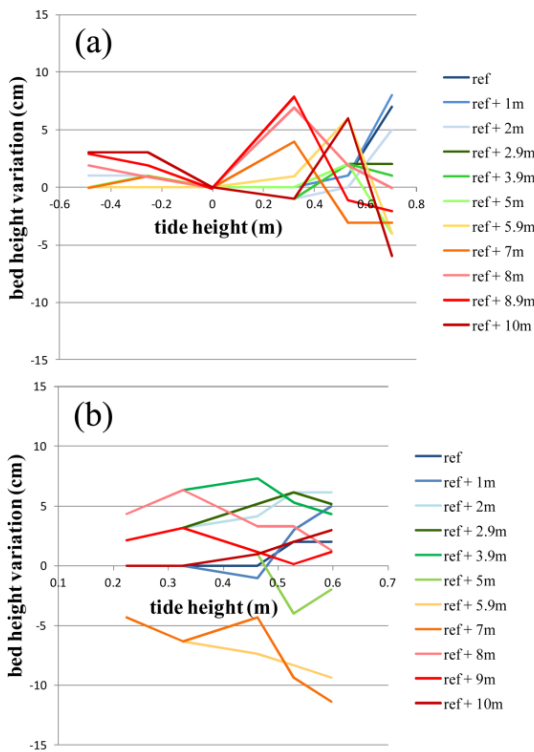 (a)
15
10
5
0
-5
-10
-15
-0.6 -0.4 -0.2 0 0.2 0.4 0.6 0.8
tide height (m)
bed height variation (cm)
ref
ref + 1m
ref + 2m
ref + 2.9m
ref + 3.9m
ref + 5m
ref + 5.9m
ref + 7m
ref + 8m
ref + 8.9m
ref + 10m
(b)
15
10
5
0
-5
-10
-15
0.1 0.2 0.3 0.4 0.5 0.6 0.7
tide height (m)
bed height variation (cm)
ref
ref + 1m
ref + 2m
ref + 2.9m
ref + 3.9m
ref + 5m
ref + 5.9m
ref + 7m
ref + 8m
ref + 9m
ref + 10m